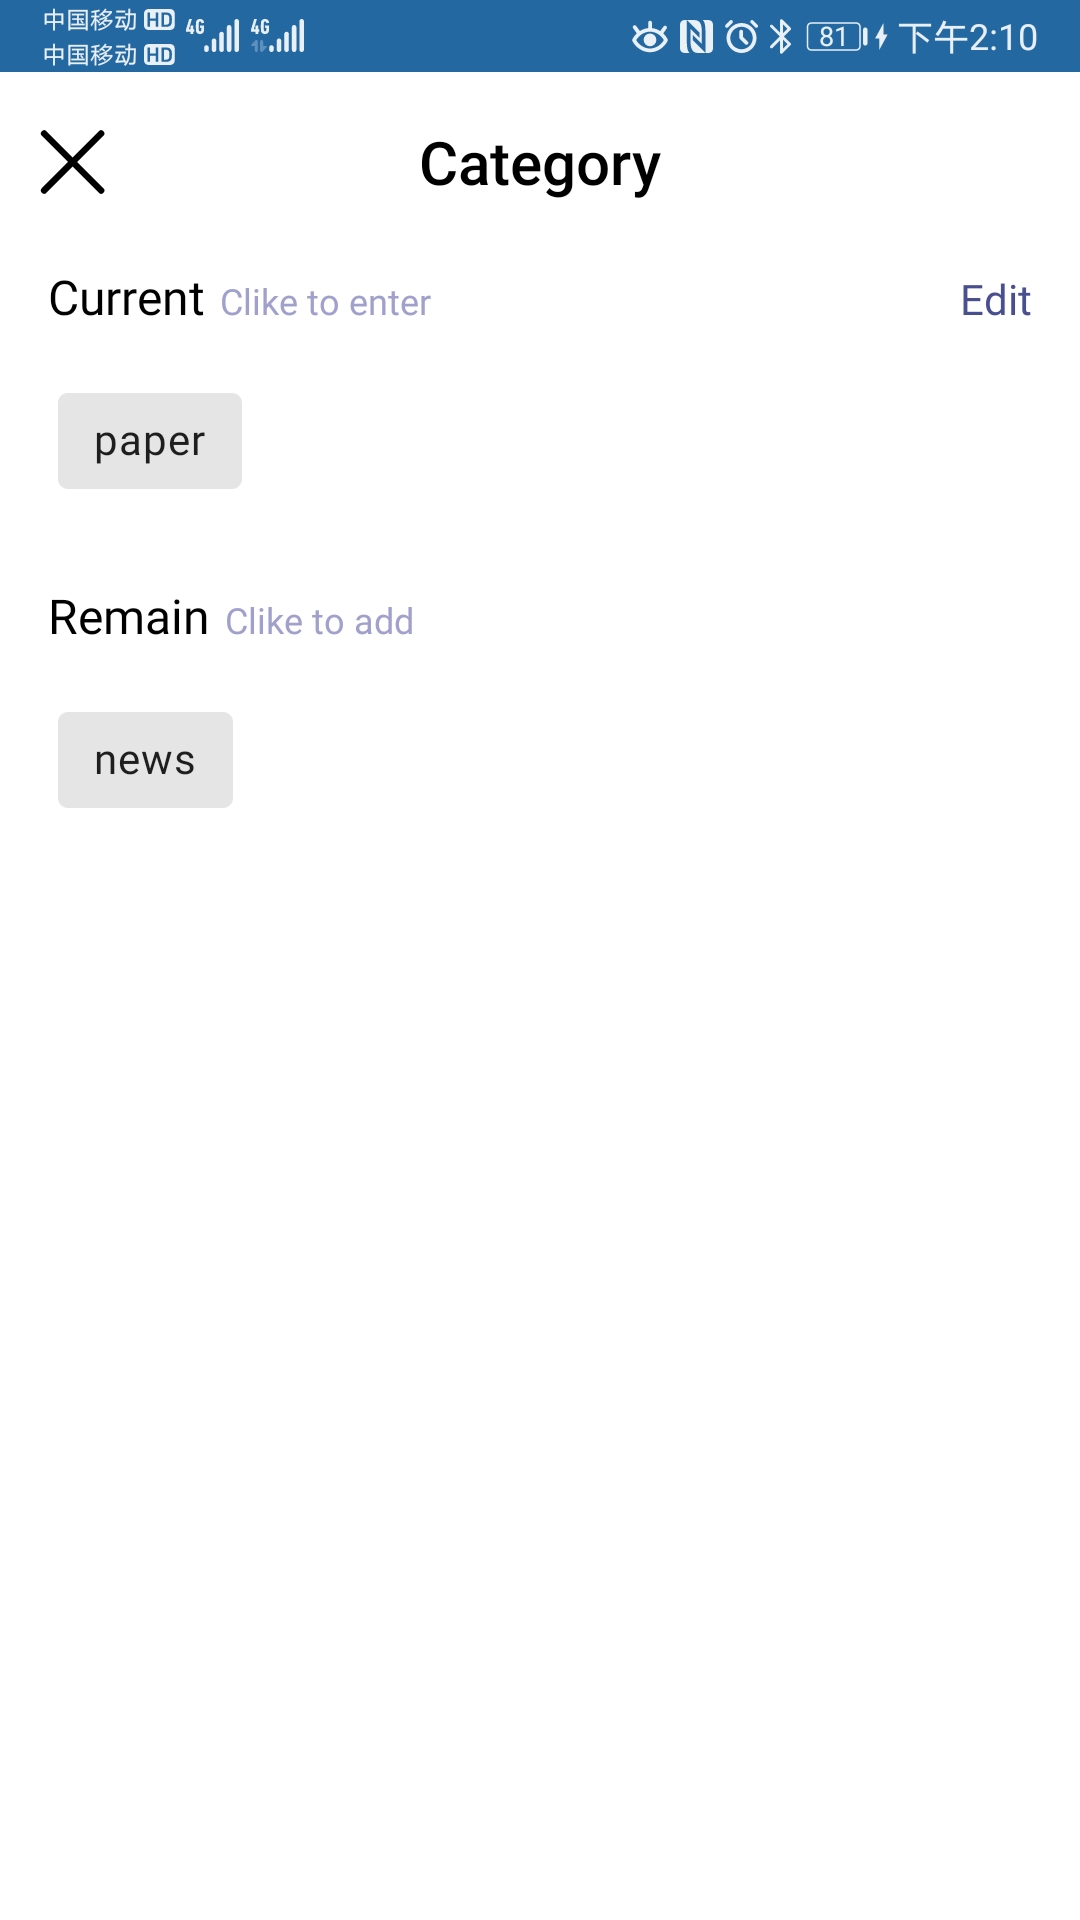 中国移动 HD 4G 4G 81 下午2:10
中国移动 HD
Category
Current Clike to enter Edit
paper
Remain Clike to add
news